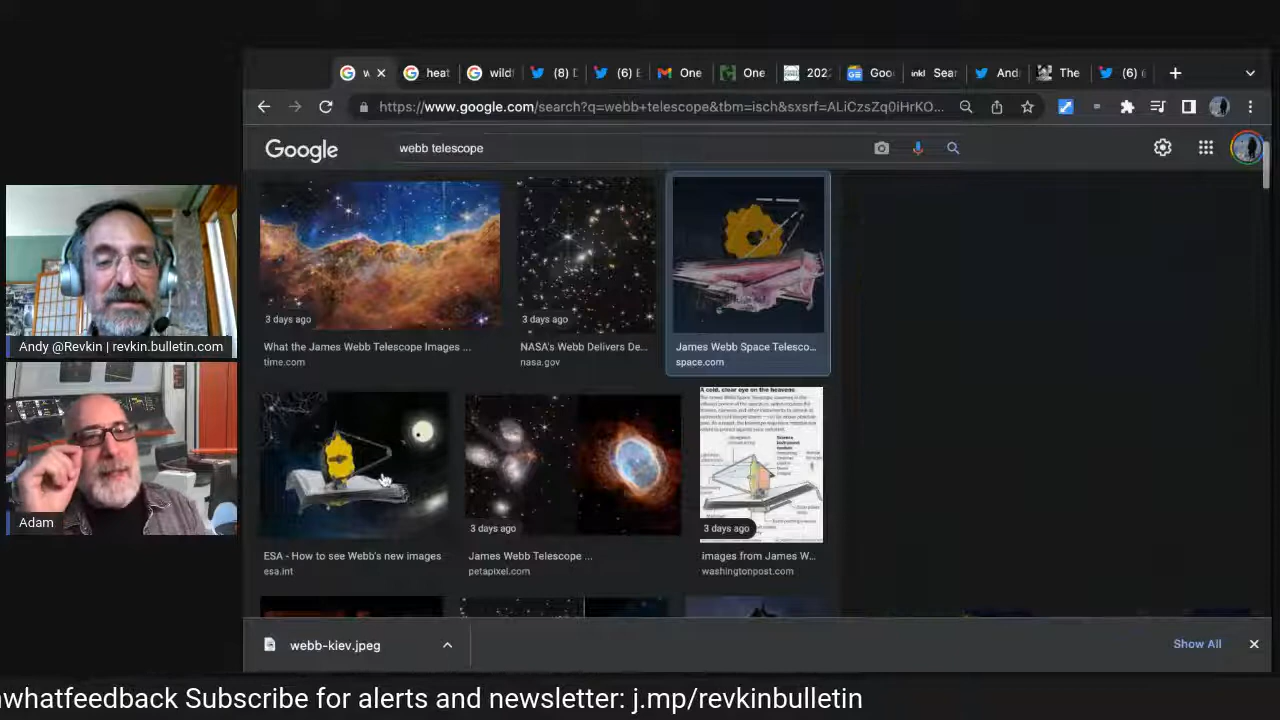 w
heat
wildf
(8) D
(6) E
One
One
202
Goo
inkl
Sear
And
The
(6)
https://www.google.com/search?q=webb+telescope&tbm=isch&sxsrf=ALiCzsZq0iHrKO...
Google
webb telescope
3 days ago
3 days ago
What the James Webb Telescope Images ...
time.com
NASA's Webb Delivers De...
nasa.gov
James Webb Space Telesco...
space.com
Andy @Revkin | revkin.bulletin.com
A cold, clear eye on the heavens
3 days ago
3 days ago
Adam
ESA - How to see Webb's new images
esa.int
James Webb Telescope ...
petapixel.com
images from James W...
washingtonpost.com
webb-kiev.jpeg
Show All
whatfeedback Subscribe for alerts and newsletter: j.mp/revkinbulletin